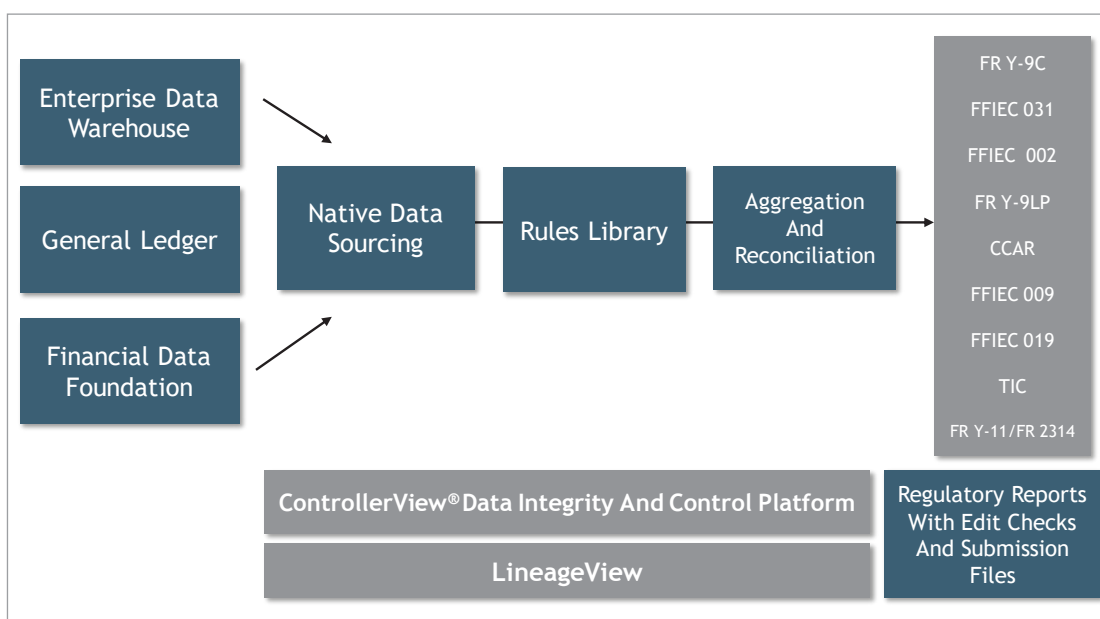 Enterprise Data
Warehouse
General Ledger
Financial Data
Foundation
Native Data
Sourcing
Rules Library
Aggregation
And
Reconciliation
FR Y-9C
FFIEC 031
FFIEC 002
FR Y-9LP
CCAR
FFIEC 009
FFIEC 019
TIC
FR Y-11/FR 2314
ControllerView® Data Integrity And Control Platform
LineageView
Regulatory Reports
With Edit Checks
And Submission
Files